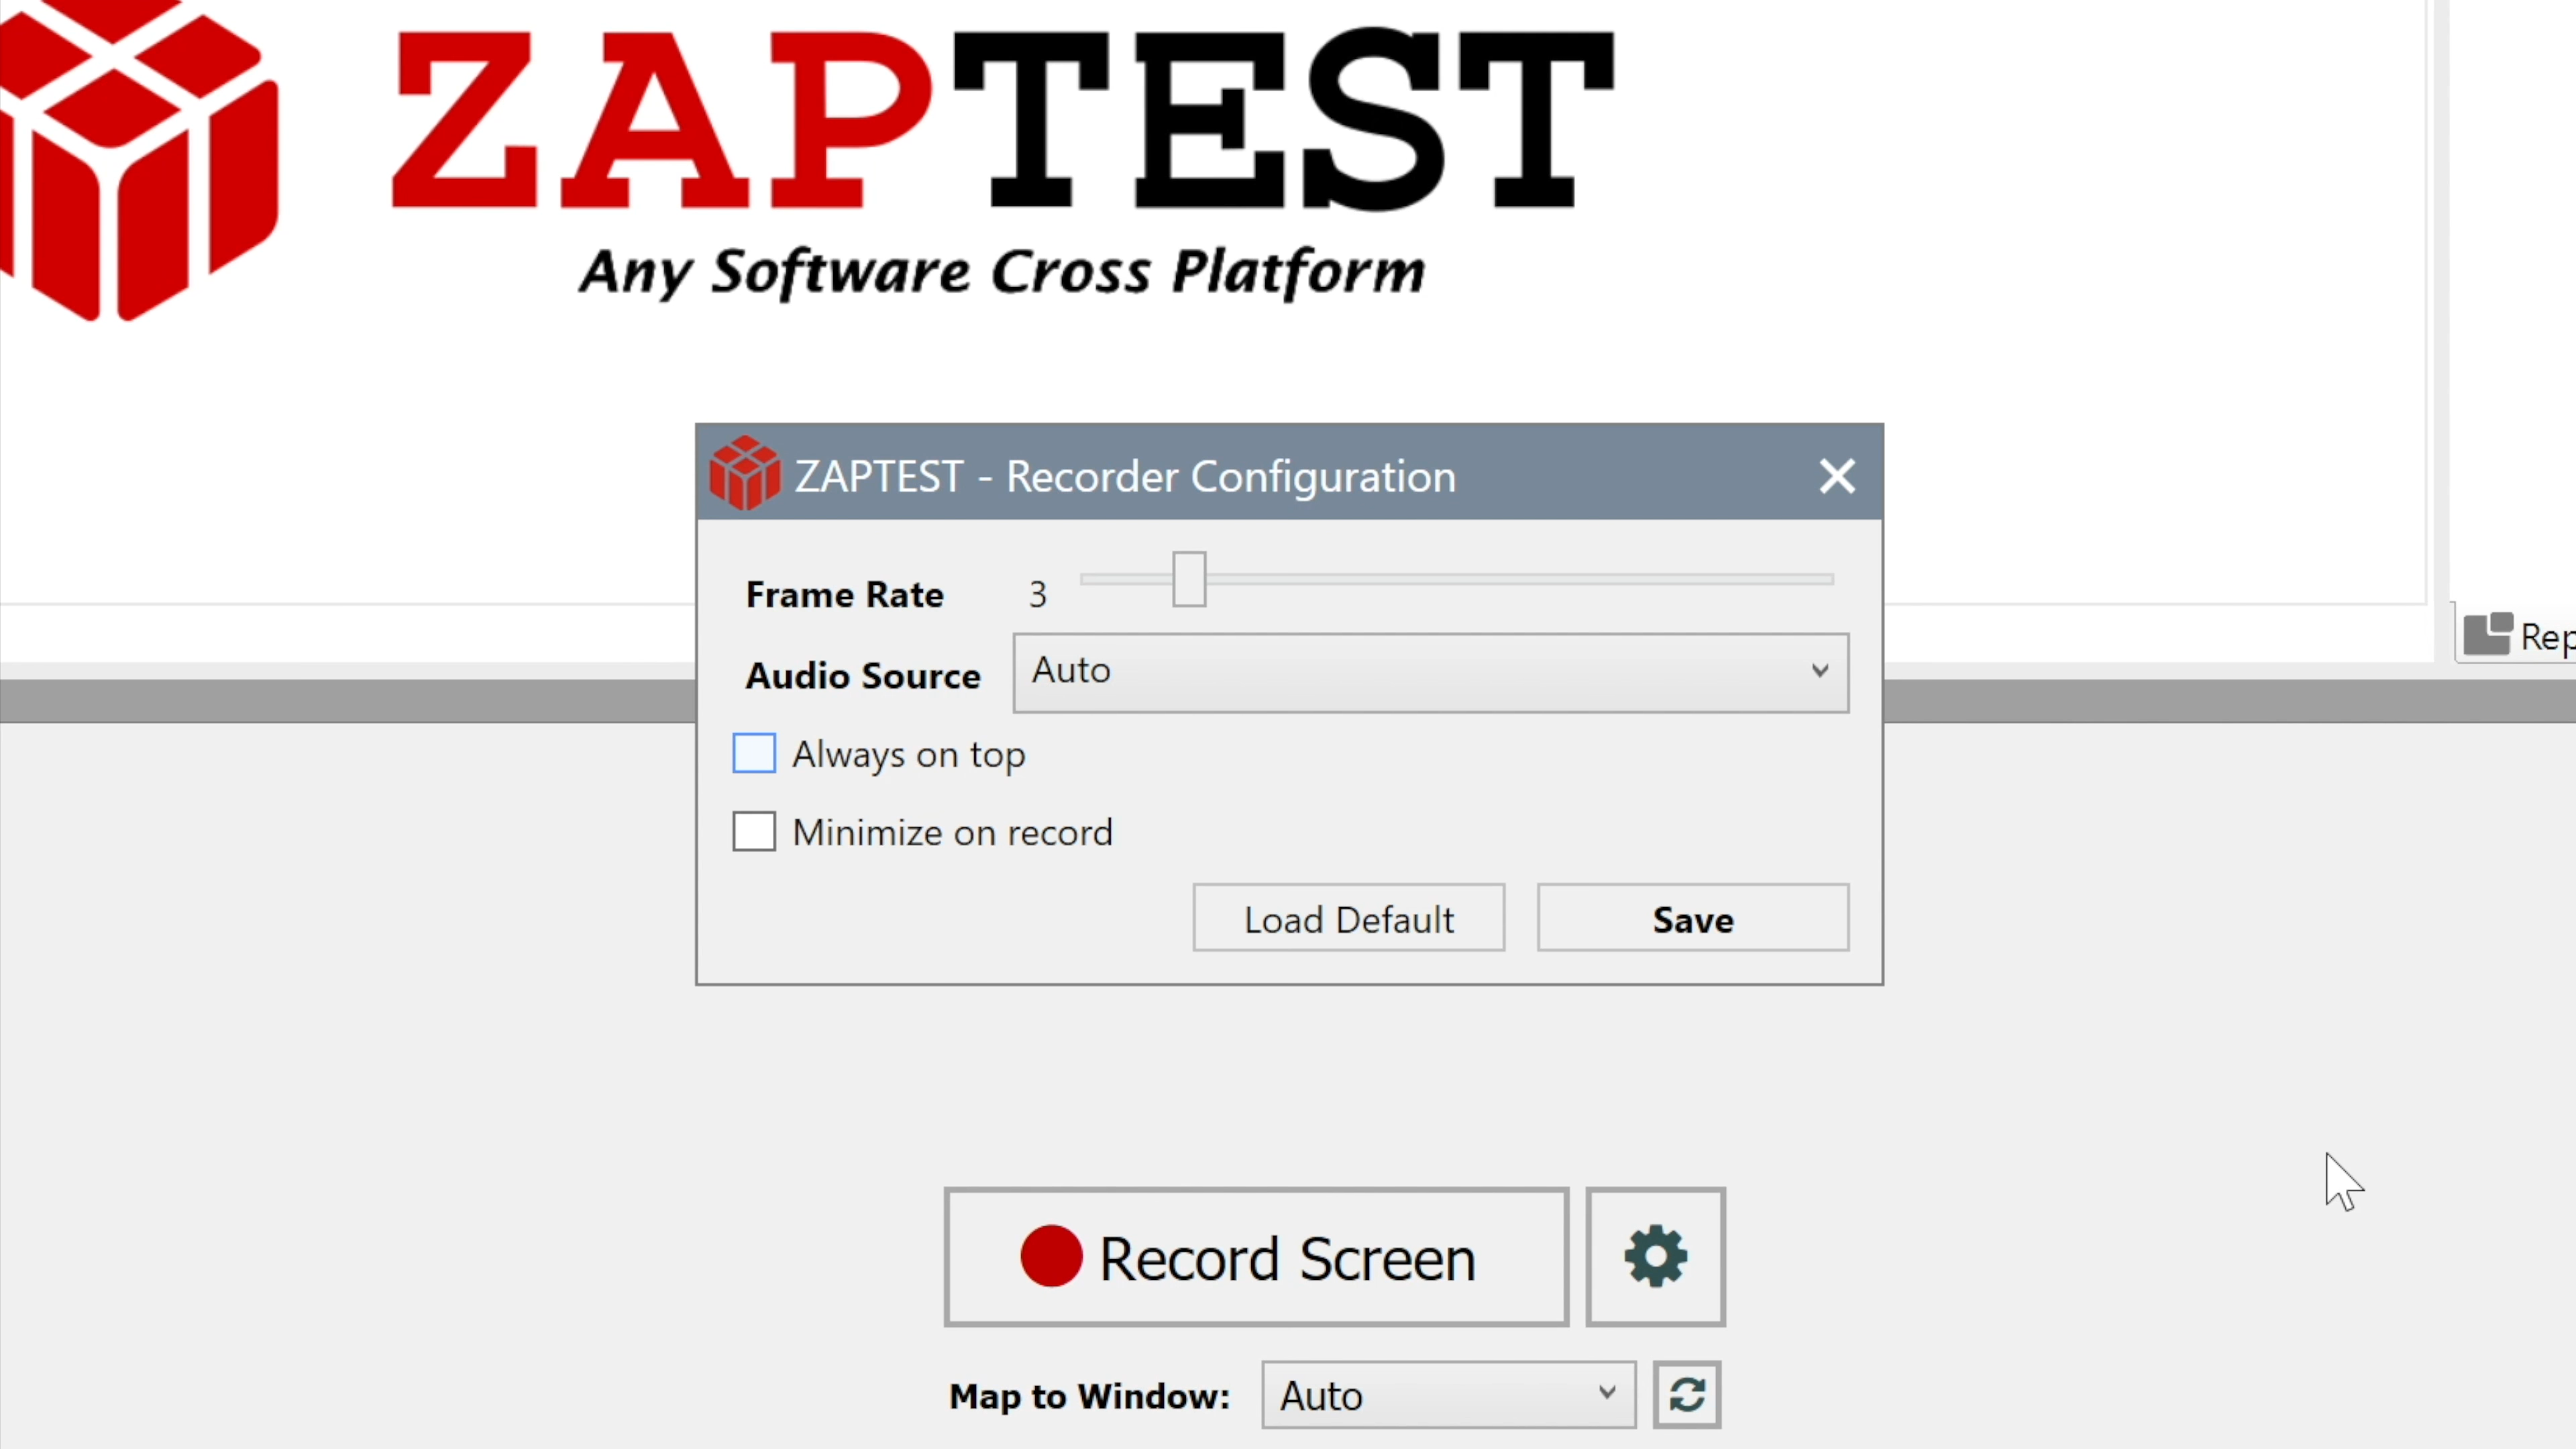 ZAPTEST
Any Software Cross Platform
ZAPTEST - Recorder Configuration
Frame Rate 3
Rep
Audio Source Auto
Always on top
Minimize on record
Load Default Save
Record Screen
Map to Window: Auto